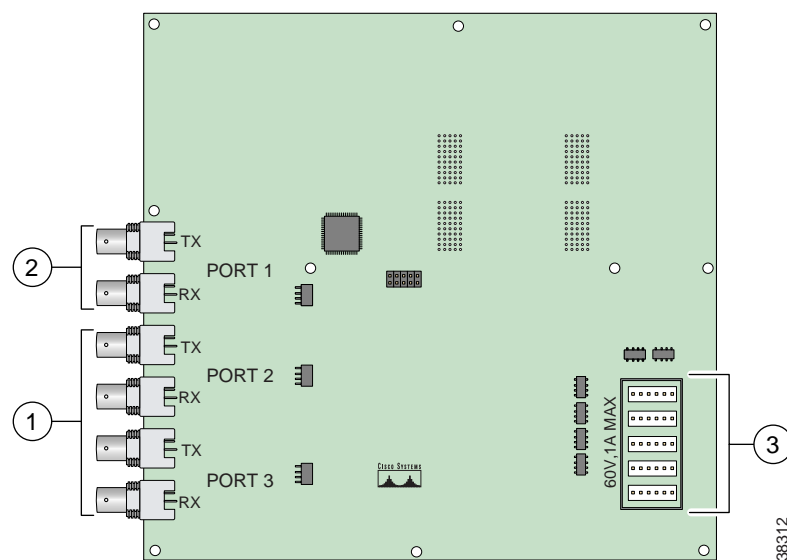 TX
2
PORT 1
RX
TX
PORT 2
RX
1
TX
PORT 3
RX
CISCO SYSTEMS
60V,1A MAX
3
38312